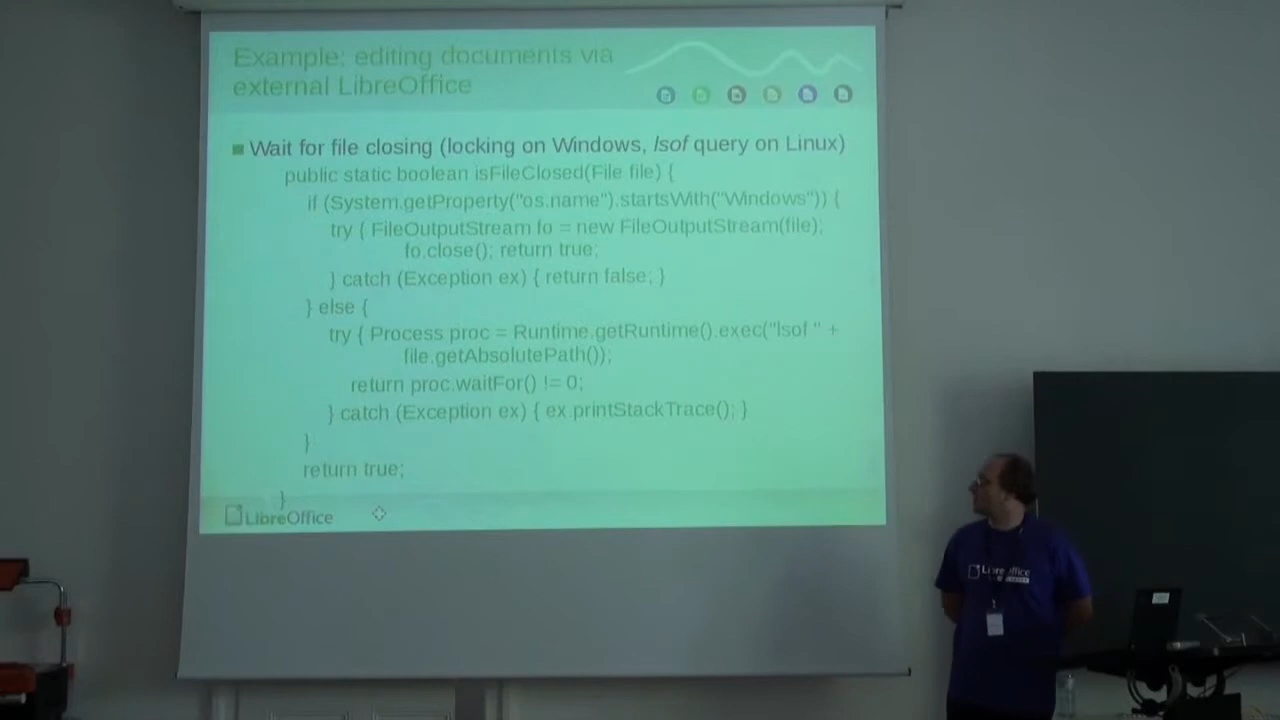 Example: editing documents via
external LibreOffice
Wait for file closing (locking on Windows, lsof query on Linux)
public static boolean isFileClosed(File file) {
if (System.getProperty("os.name").startsWith("Windows")) {
try { FileOutputStream fo = new FileOutputStream(file);
fo.close(); return true;
} catch (Exception ex) { return false; }
} else {
try { Process proc = Runtime.getRuntime().exec("lsof " +
file.getAbsolutePath());
return proc.waitFor() != 0;
} catch (Exception ex) { ex.printStackTrace(); }
}
return true;
}
LibreOffice
LibreOffice